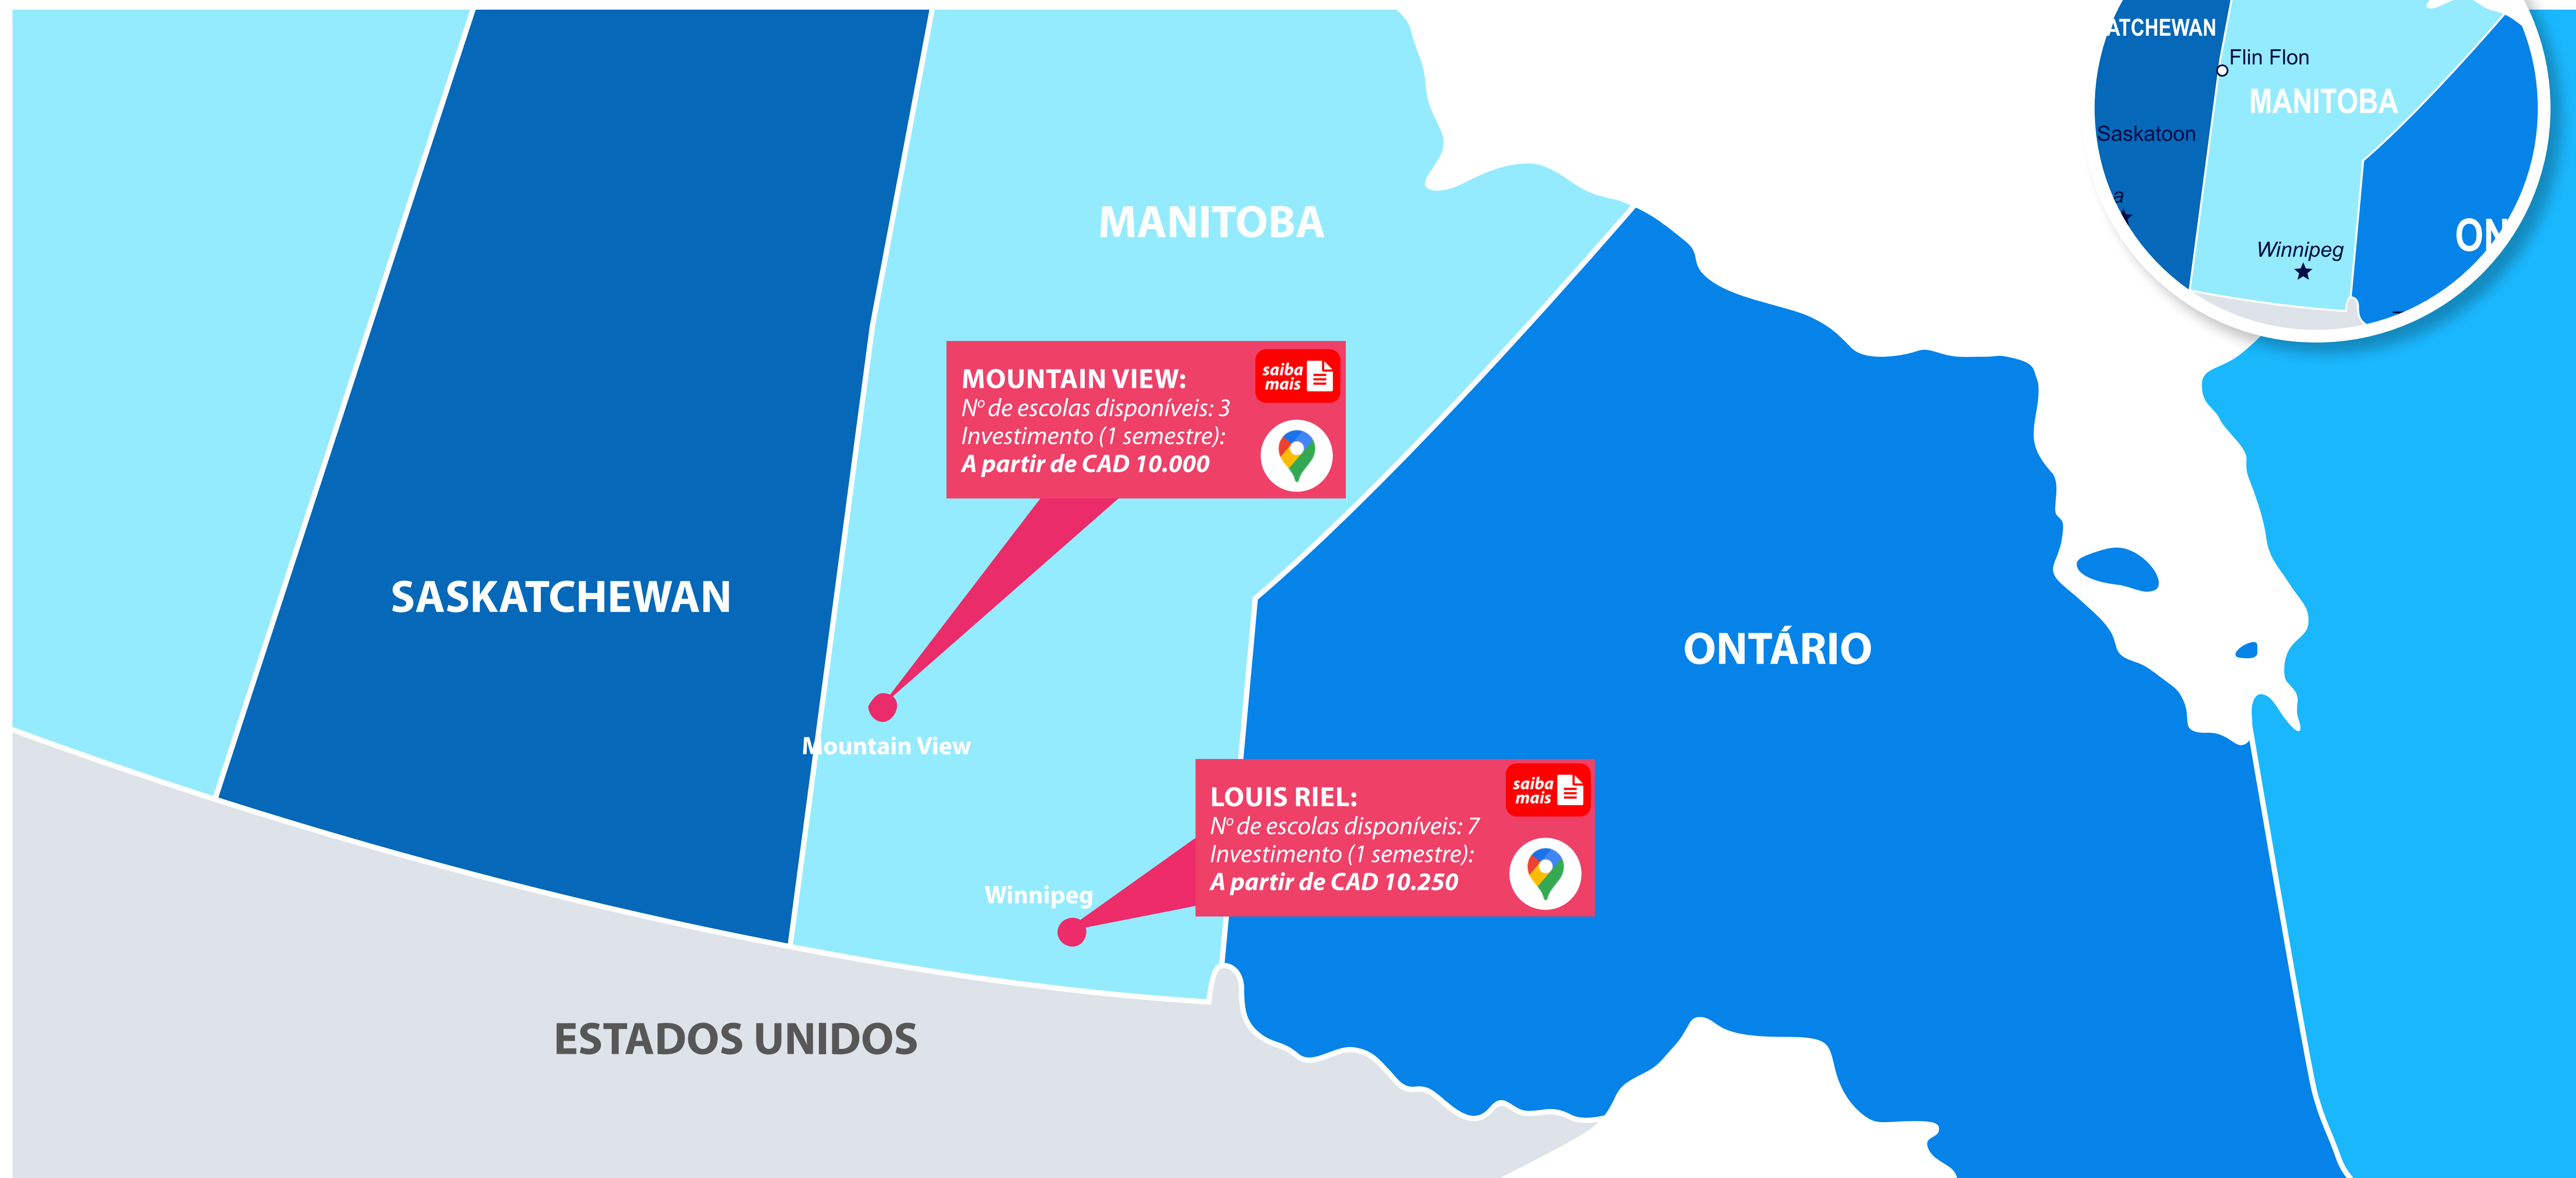 MANITOBA
SASKATCHEWAN
ONTÁRIO
ESTADOS UNIDOS
MOUNTAIN VIEW:
Nº de escolas disponíveis: 3
Investimento (1 semestre):
A partir de CAD 10.000
saiba
mais
Mountain View
LOUIS RIEL:
Nº de escolas disponíveis: 7
Investimento (1 semestre):
A partir de CAD 10.250
saiba
mais
Winnipeg
ATCHEWAN
Flin Flon
MANITOBA
Saskatoon
a
Winnipeg
ON